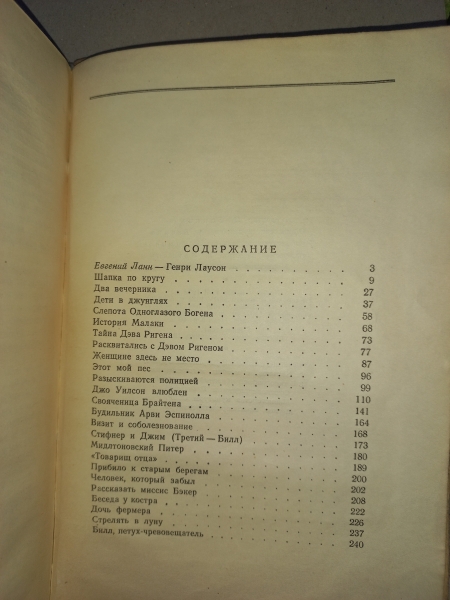 СОДЕРЖАНИЕ
Евгений Ланн — Генри Лаусон 3
Шапка по кругу 9
Два вечерника 27
Дети в джунглях 37
Слепота Одноглазого Богена 58
История Малаки 68
Тайна Дэва Ригена 73
Расквитались с Дэвом Ригеном 77
Женщине здесь не место 87
Этот мой пес 96
Разыскиваются полицией 99
Джо Уилсон влюблен 110
Свояченица Брайтена 141
Будильник Арви Эспинолла 164
Визит и соболезнование 168
Стифнер и Джим (Третий — Билл) 173
Мидлтоновский Питер 180
«Товарищ отца» 189
Прибило к старым берегам 200
Человек, который забыл 202
Рассказать миссис Бэкер 208
Беседа у костра 222
Дочь фермера 226
Стрелять в луну 237
Билл, петух-чревовещатель 240